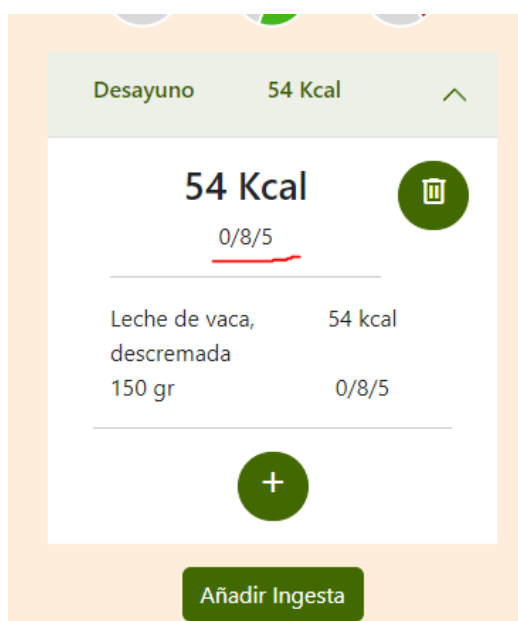 Desayuno 54 Kcal
54 Kcal
0/8/5
Leche de vaca, 54 kcal
descremada
150 gr 0/8/5
+
Añadir Ingesta